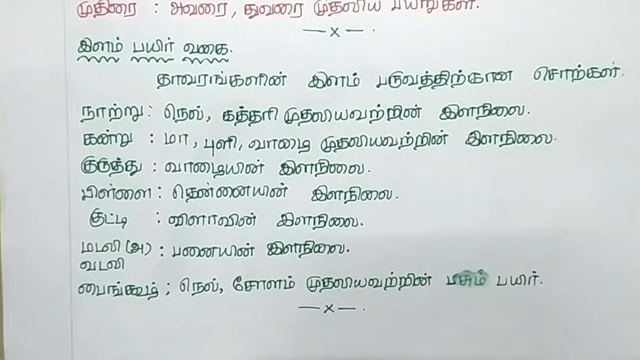 முதிரை : அவரை, துவரை முதலிய பயறுகள்.
—x—.
இளம் பயிர் வகை.
தாவரங்களின் இளம் பருவத்திற்கான சொற்கள்.
நாற்று : நெல், கத்தரி முதலியவற்றின் இளநிலை.
கன்று : மா, புளி, வாழை முதலியவற்றின் இளநிலை.
குருத்து : வாழையின் இளநிலை.
பிள்ளை : தென்னையின் இளநிலை.
குட்டி : விளாவின் இளநிலை.
மடலி (அ) வடலி : பனையின் இளநிலை.
பைங்கூழ் ; நெல், சோளம் முதலியவற்றின் பசும் பயிர்.
—x—.